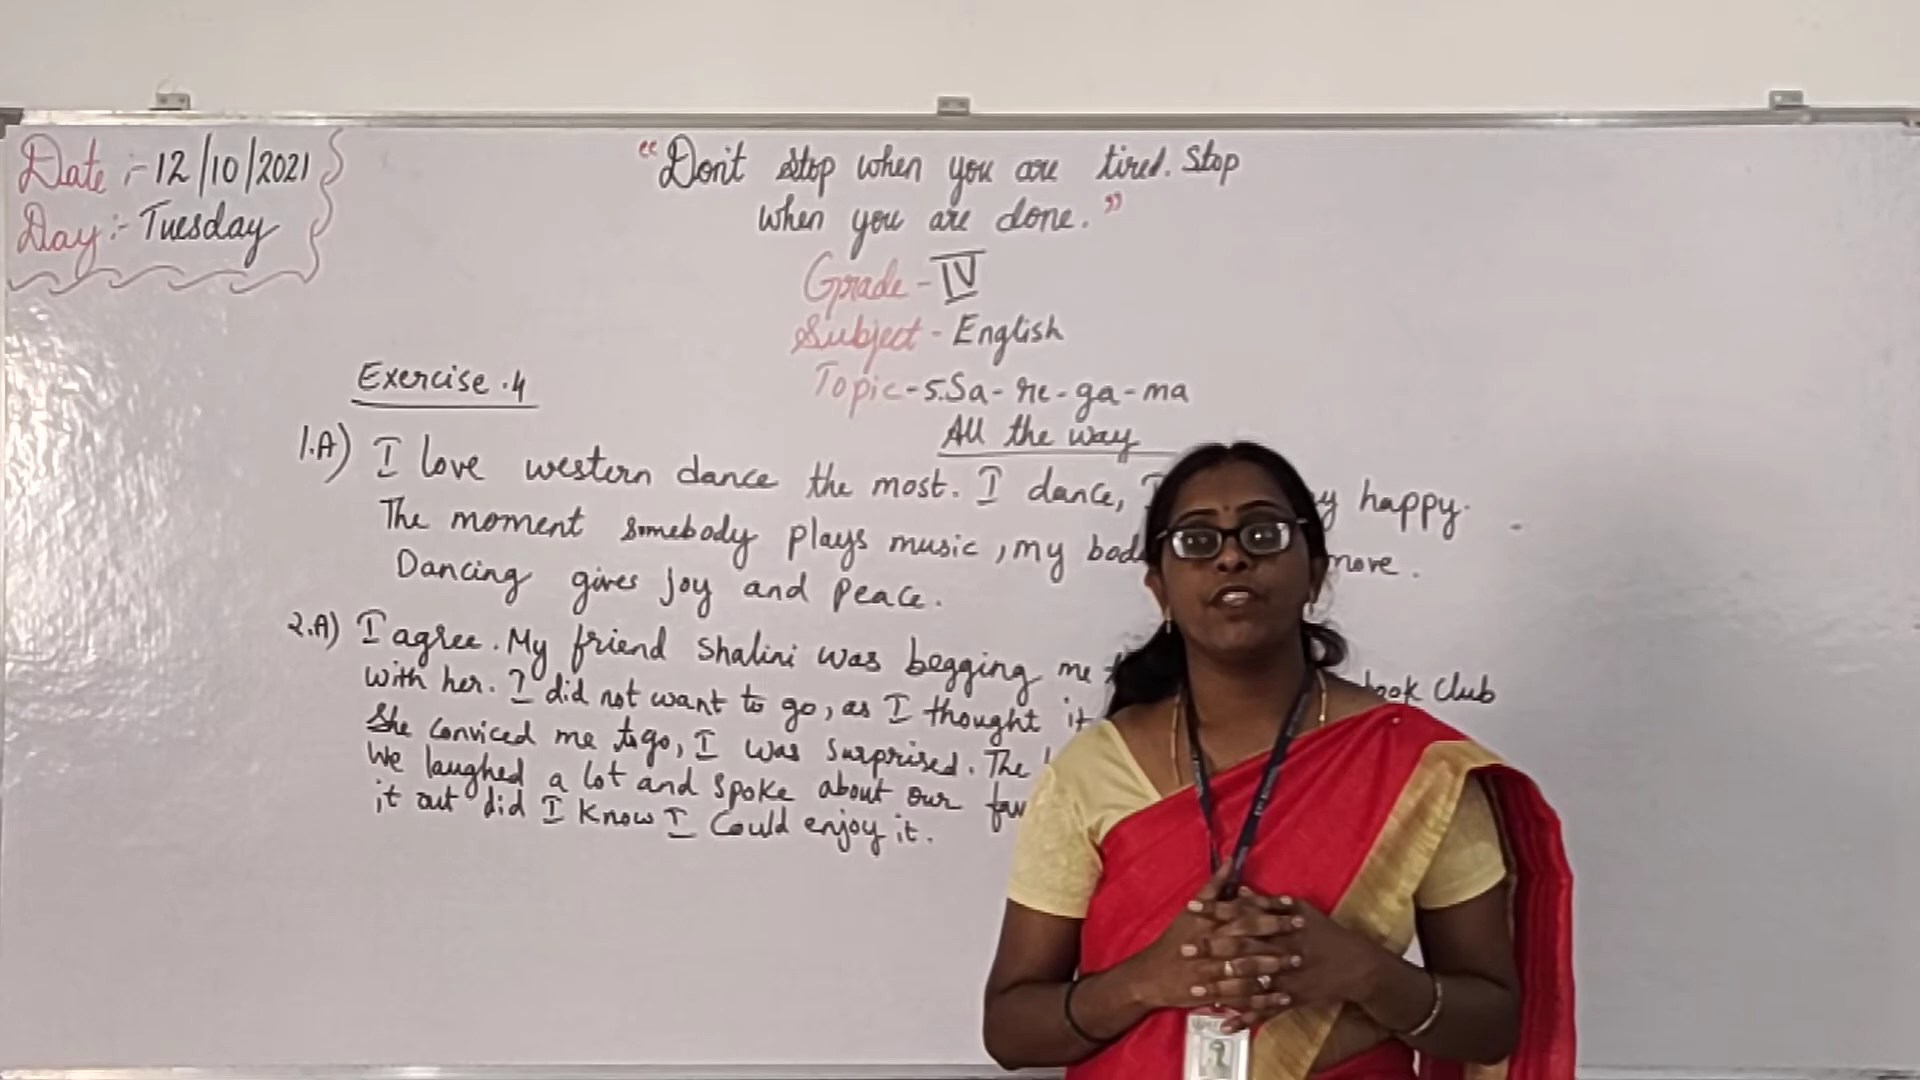 Date :- 12/10/2021
Day :- Tuesday
"Don't stop when you are tired. Stop
when you are done."
Grade - IV
Subject - English
Topic - 5. Sa - re - ga - ma
All the way
Exercise . 4
1.A) I love western dance the most. I dance, happy.
The moment somebody plays music, my move.
Dancing gives joy and peace.
2.A) I agree. My friend Shalini was begging me book Club
with her. I did not want to go, as I thought it
She conviced me to go, I was surprised. The
We laughed a lot and spoke about our
it out did I know I could enjoy it.